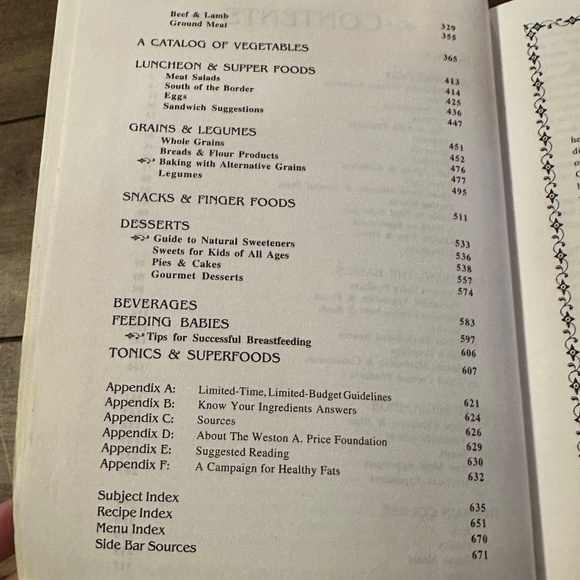 Beef & Lamb 329
Ground Meat 355
A CATALOG OF VEGETABLES 365
LUNCHEON & SUPPER FOODS 413
Meat Salads 414
South of the Border 425
Eggs 436
Sandwich Suggestions 447
GRAINS & LEGUMES 451
Whole Grains 452
Breads & Flour Products 476
Baking with Alternative Grains 477
Legumes 495
SNACKS & FINGER FOODS 511
DESSERTS 533
Guide to Natural Sweeteners 536
Sweets for Kids of All Ages 538
Pies & Cakes 557
Gourmet Desserts 574
BEVERAGES 583
FEEDING BABIES 597
Tips for Successful Breastfeeding 606
TONICS & SUPERFOODS 607
Appendix A: Limited-Time, Limited-Budget Guidelines 621
Appendix B: Know Your Ingredients Answers 624
Appendix C: Sources 626
Appendix D: About The Weston A. Price Foundation 629
Appendix E: Suggested Reading 630
Appendix F: A Campaign for Healthy Fats 632
Subject Index 635
Recipe Index 651
Menu Index 670
Side Bar Sources 671